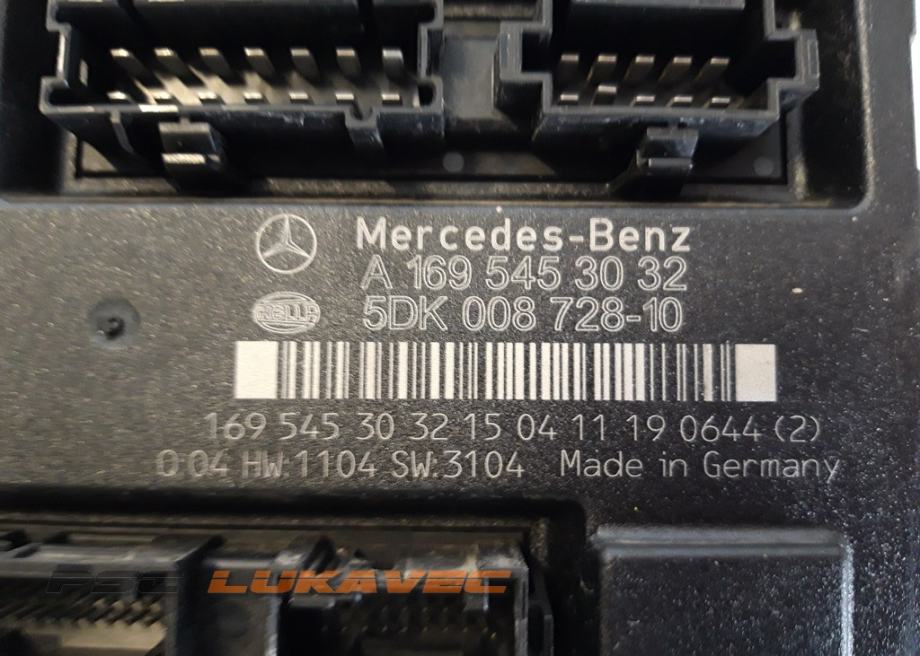 Mercedes-Benz
A 169 545 30 32
HELLA
5DK 008 728-10
169 545 30 32 15 04 11 19 0644 (2)
0 04 HW:1104 SW:3104 Made in Germany
PSC LUKAVEC